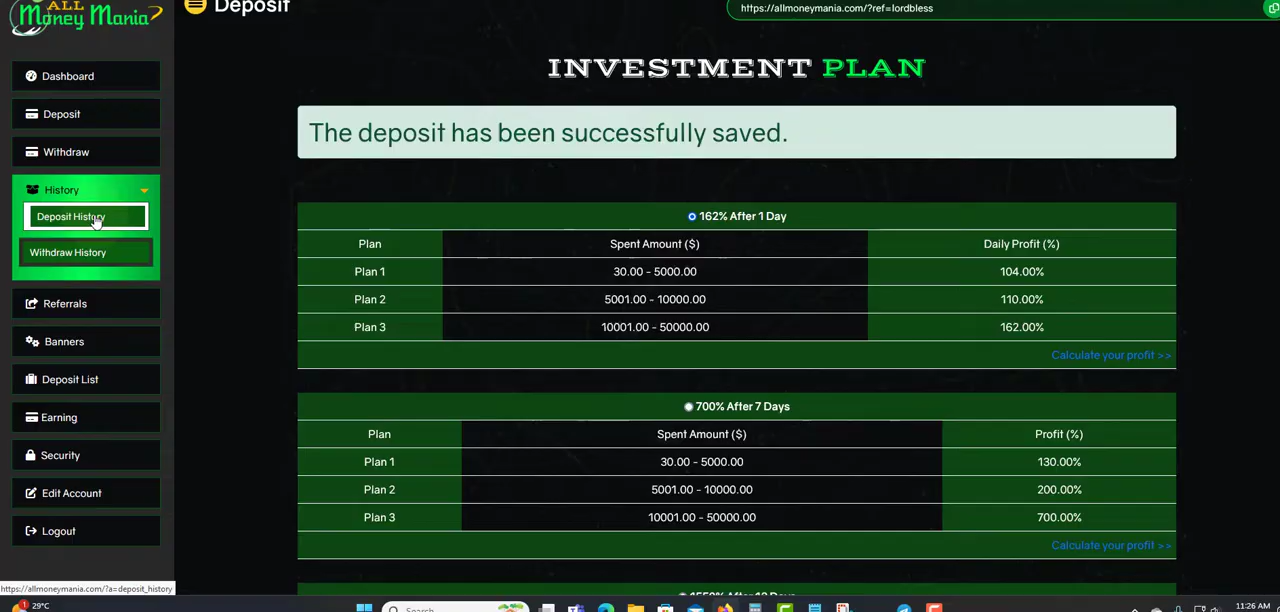 ALL
Money Mania
Deposit
https://allmoneymania.com/?ref=lordbless
Dashboard
Deposit
Withdraw
History
Deposit History
Withdraw History
Referrals
Banners
Deposit List
Earning
Security
Edit Account
Logout
INVESTMENT PLAN
The deposit has been successfully saved.
162% After 1 Day
Plan Spent Amount ($) Daily Profit (%)
Plan 1 30.00 - 5000.00 104.00%
Plan 2 5001.00 - 10000.00 110.00%
Plan 3 10001.00 - 50000.00 162.00%
Calculate your profit >>
700% After 7 Days
Plan Spent Amount ($) Profit (%)
Plan 1 30.00 - 5000.00 130.00%
Plan 2 5001.00 - 10000.00 200.00%
Plan 3 10001.00 - 50000.00 700.00%
Calculate your profit >>
https://allmoneymania.com/?a=deposit_history
1
29°C
Search
11:26 AM